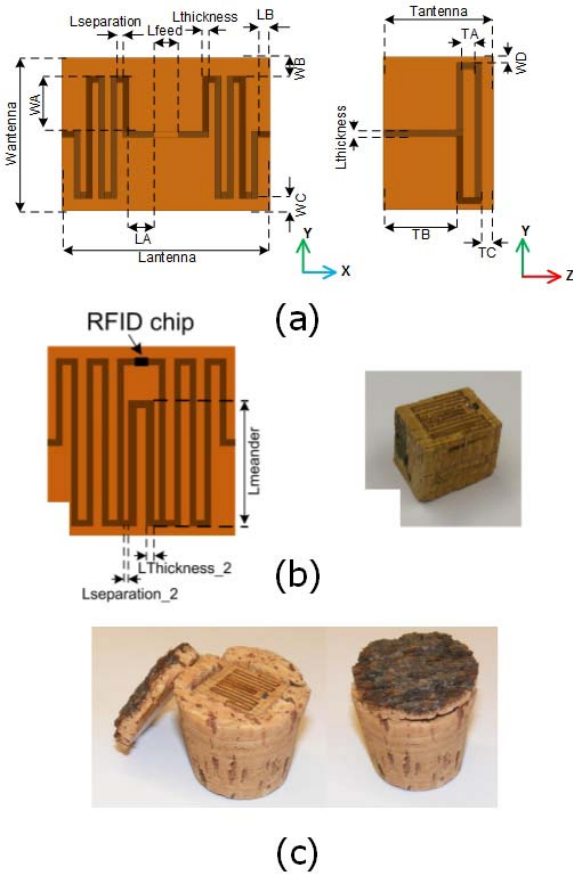 Lthickness
LB
Lseparation
Lfeed
WB
WA
Wantenna
WC
LA
Lantenna
Y
X
Tantenna
TA
WD
Lthickness
TB
TC
Y
Z
(a)
RFID chip
Lmeander
LThickness_2
Lseparation_2
(b)
(c)